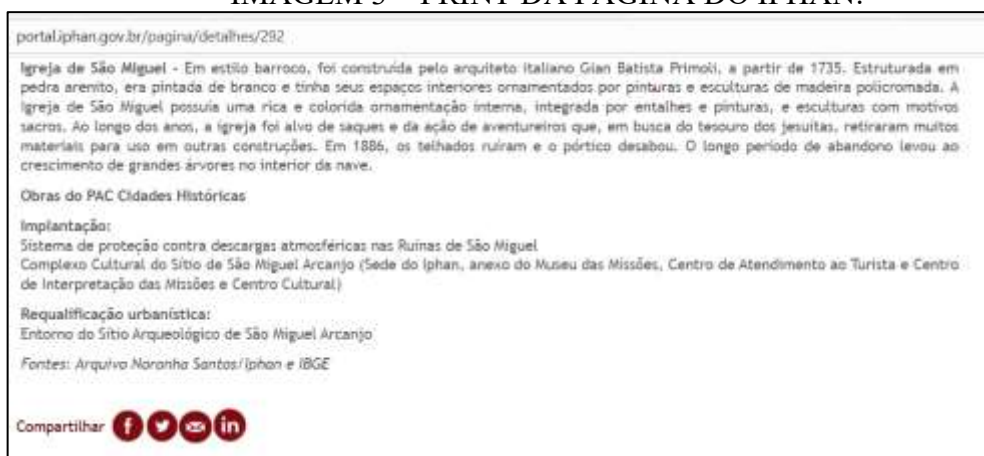 IMAGEM 3 – PRINT DA PÁGINA DO IPHAN.
portal.iphan.gov.br/pagina/detalhes/292
Igreja de São Miguel - Em estilo barroco, foi construída pelo arquiteto italiano Gian Batista Primoli, a partir de 1735. Estruturada em
pedra arenito, era pintada de branco e tinha seus espaços interiores ornamentados por pinturas e esculturas de madeira policromada. A
Igreja de São Miguel possuía uma rica e colorida ornamentação interna, integrada por entalhes e pinturas, e esculturas com motivos
sacros. Ao longo dos anos, a igreja foi alvo de saques e da ação de aventureiros que, em busca do tesouro dos jesuítas, retiraram muitos
materiais para uso em outras construções. Em 1886, os telhados ruíram e o pórtico desabou. O longo período de abandono levou ao
crescimento de grandes árvores no interior da nave.
Obras do PAC Cidades Históricas
Implantação:
Sistema de proteção contra descargas atmosféricas nas Ruínas de São Miguel
Complexo Cultural do Sítio de São Miguel Arcanjo (Sede do Iphan, anexo do Museu das Missões, Centro de Atendimento ao Turista e Centro
de Interpretação das Missões e Centro Cultural)
Requalificação urbanística:
Entorno do Sítio Arqueológico de São Miguel Arcanjo
Fontes: Arquivo Noronha Santos/Iphan e IBGE
Compartilhar